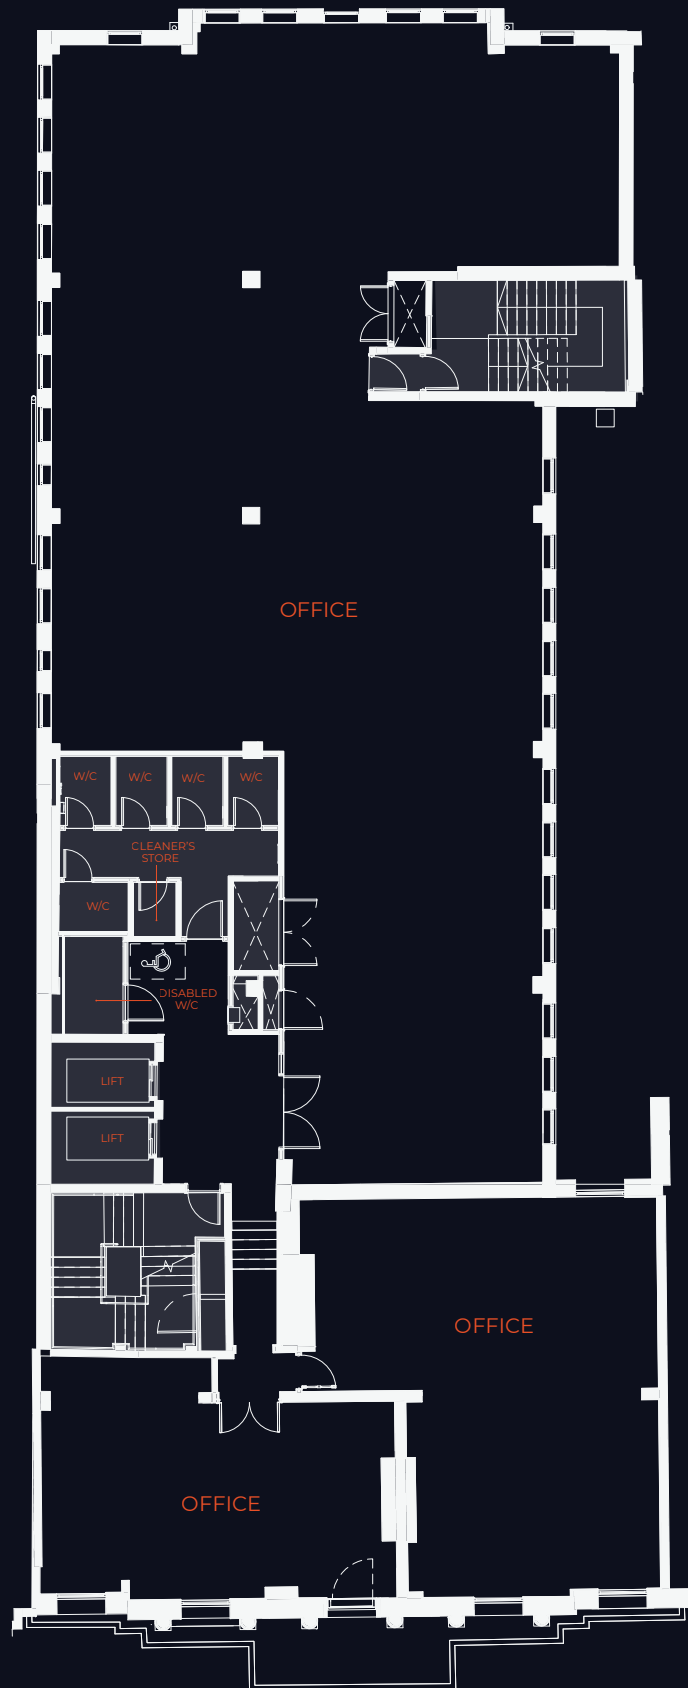 OFFICE
W/C
W/C
W/C
W/C
CLEANER'S
STORE
W/C
DISABLED
W/C
LIFT
LIFT
OFFICE
OFFICE